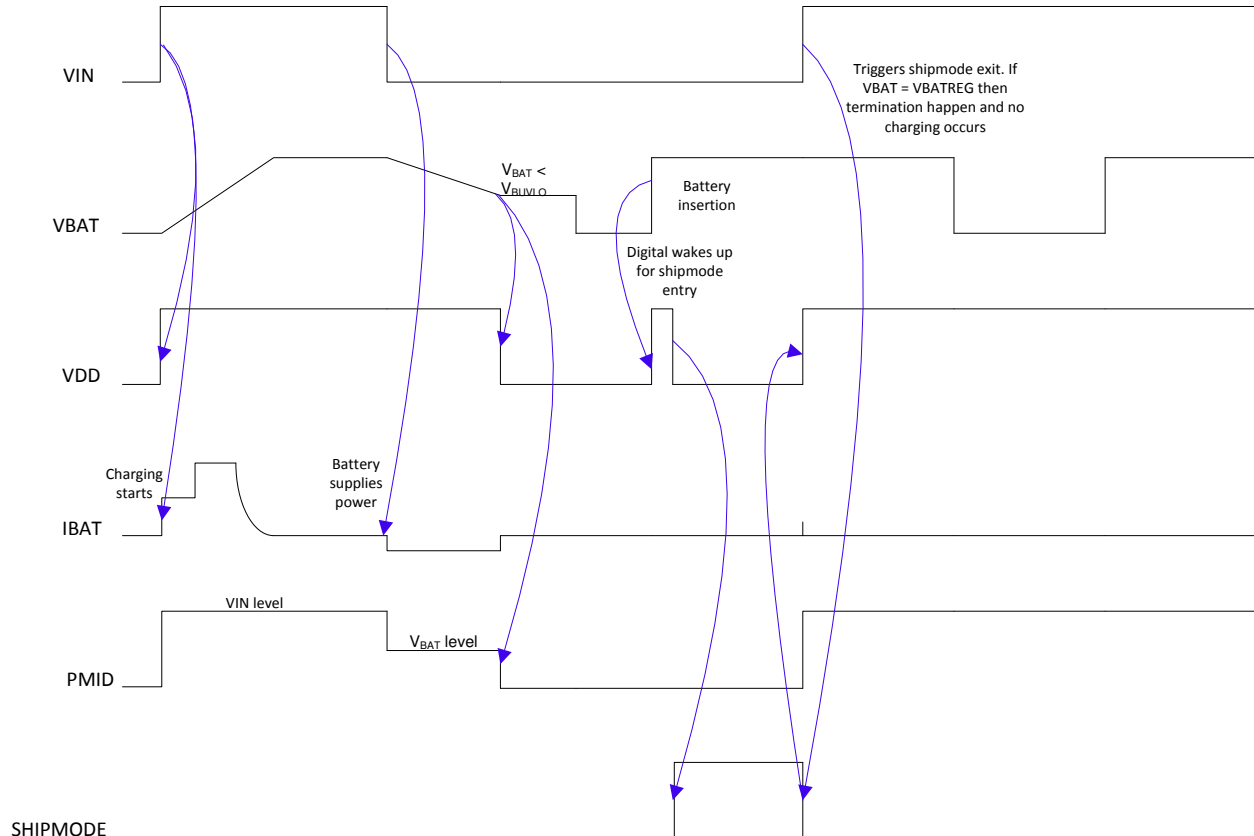 VIN
Triggers shipmode exit. If
VBAT = VBATREG then
termination happen and no
charging occurs
VBAT
VBAT <
VBUVLO
Battery
insertion
Digital wakes up
for shipmode
entry
VDD
Charging
starts
Battery
supplies
power
IBAT
VIN level
VBAT level
PMID
SHIPMODE